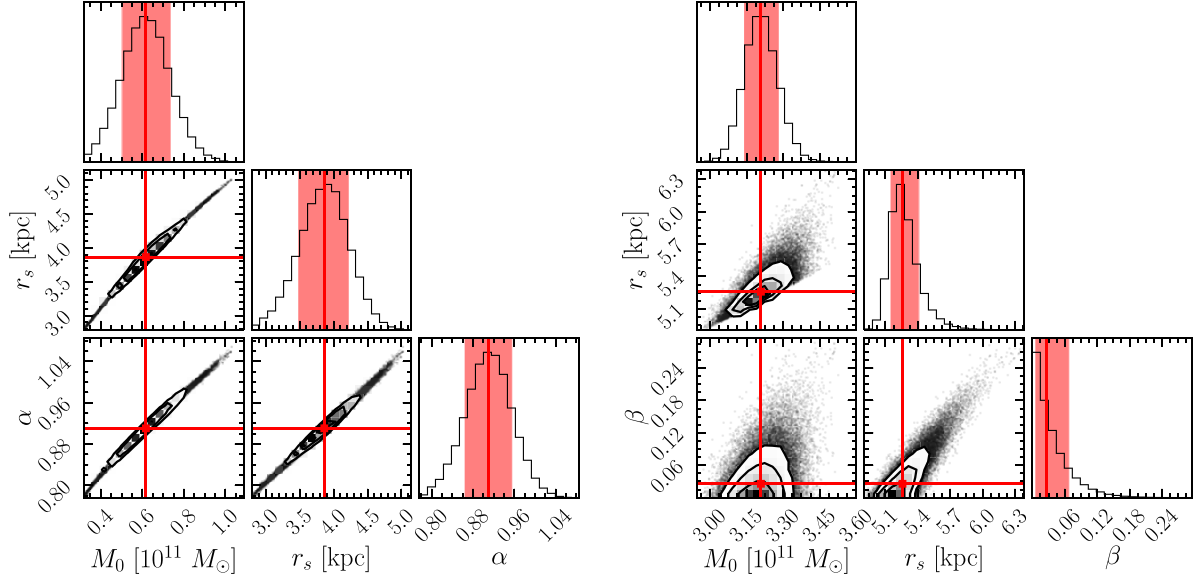 r_s [kpc]
5.0
4.5
4.0
3.5
3.0
α
1.04
0.96
0.88
0.80
0.4 0.6 0.8 1.0
M_0 [10^11 M_⊙]
3.0 3.5 4.0 4.5 5.0
r_s [kpc]
0.80 0.88 0.96 1.04
α
r_s [kpc]
6.3
6.0
5.7
5.4
5.1
β
0.24
0.18
0.12
0.06
3.00 3.15 3.30 3.45 3.60
M_0 [10^11 M_⊙]
5.1 5.4 5.7 6.0 6.3
r_s [kpc]
0.06 0.12 0.18 0.24
β